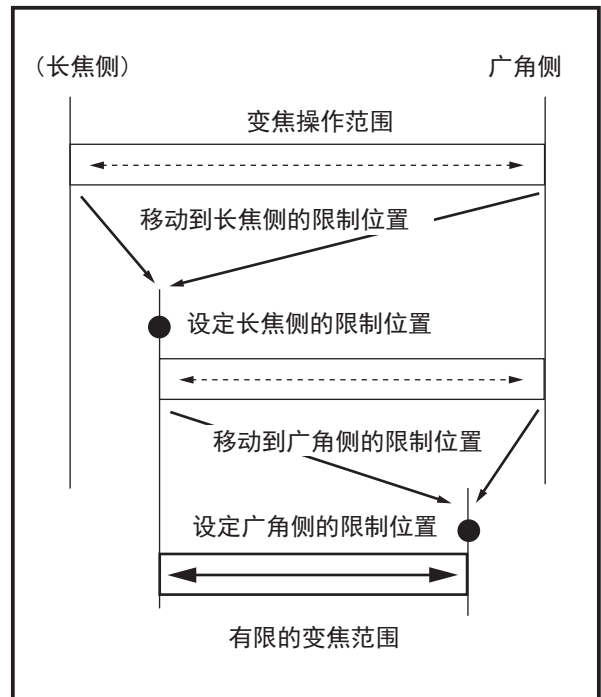 （长焦侧）
广角侧
变焦操作范围
移动到长焦侧的限制位置
设定长焦侧的限制位置
移动到广角侧的限制位置
设定广角侧的限制位置
有限的变焦范围